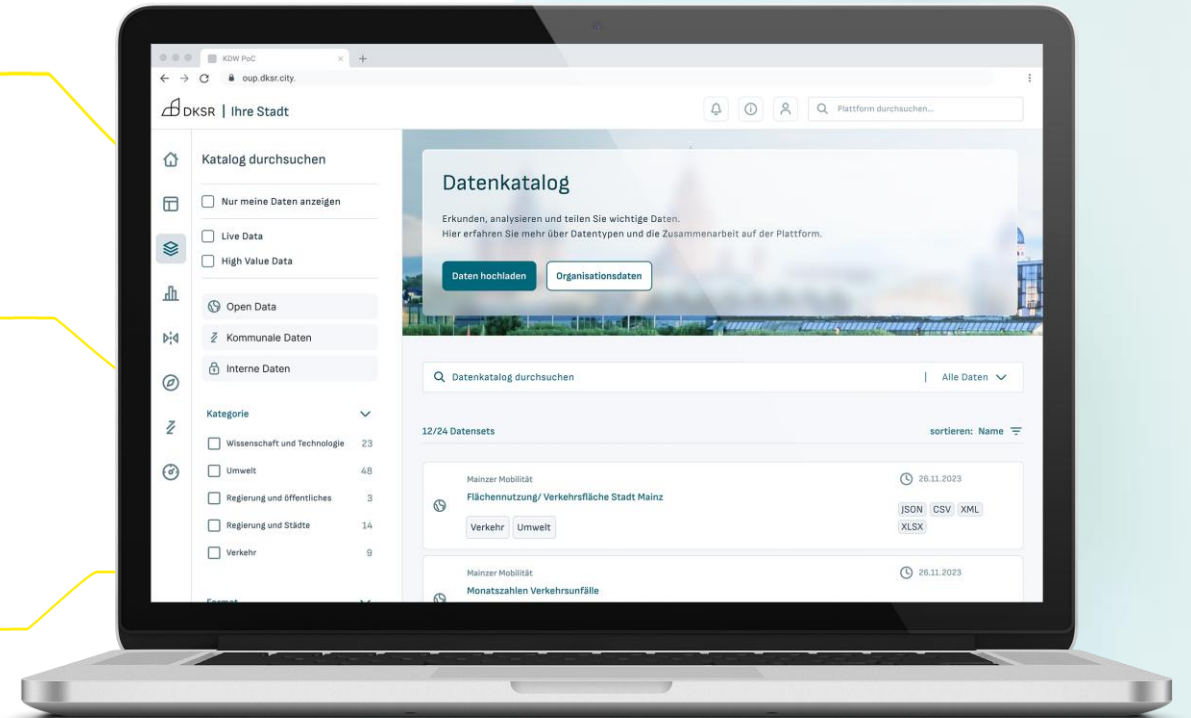 KDW PoC
oup.dksr.city.
DKSR | Ihre Stadt
Plattform durchsuchen...
Katalog durchsuchen
Nur meine Daten anzeigen
Live Data
High Value Data
Open Data
Kommunale Daten
Interne Daten
Kategorie
Wissenschaft und Technologie 23
Umwelt 48
Regierung und öffentliches 3
Regierung und Städte 14
Verkehr 9
Format
Datenkatalog
Erkunden, analysieren und teilen Sie wichtige Daten.
Hier erfahren Sie mehr über Datentypen und die Zusammenarbeit auf der Plattform.
Daten hochladen Organisationsdaten
Datenkatalog durchsuchen | Alle Daten
12/24 Datensets sortieren: Name
Mainzer Mobilität 26.11.2023
Flächennutzung/ Verkehrsfläche Stadt Mainz
Verkehr Umwelt
JSON CSV XML
XLSX
Mainzer Mobilität 26.11.2023
Monatszahlen Verkehrsunfälle